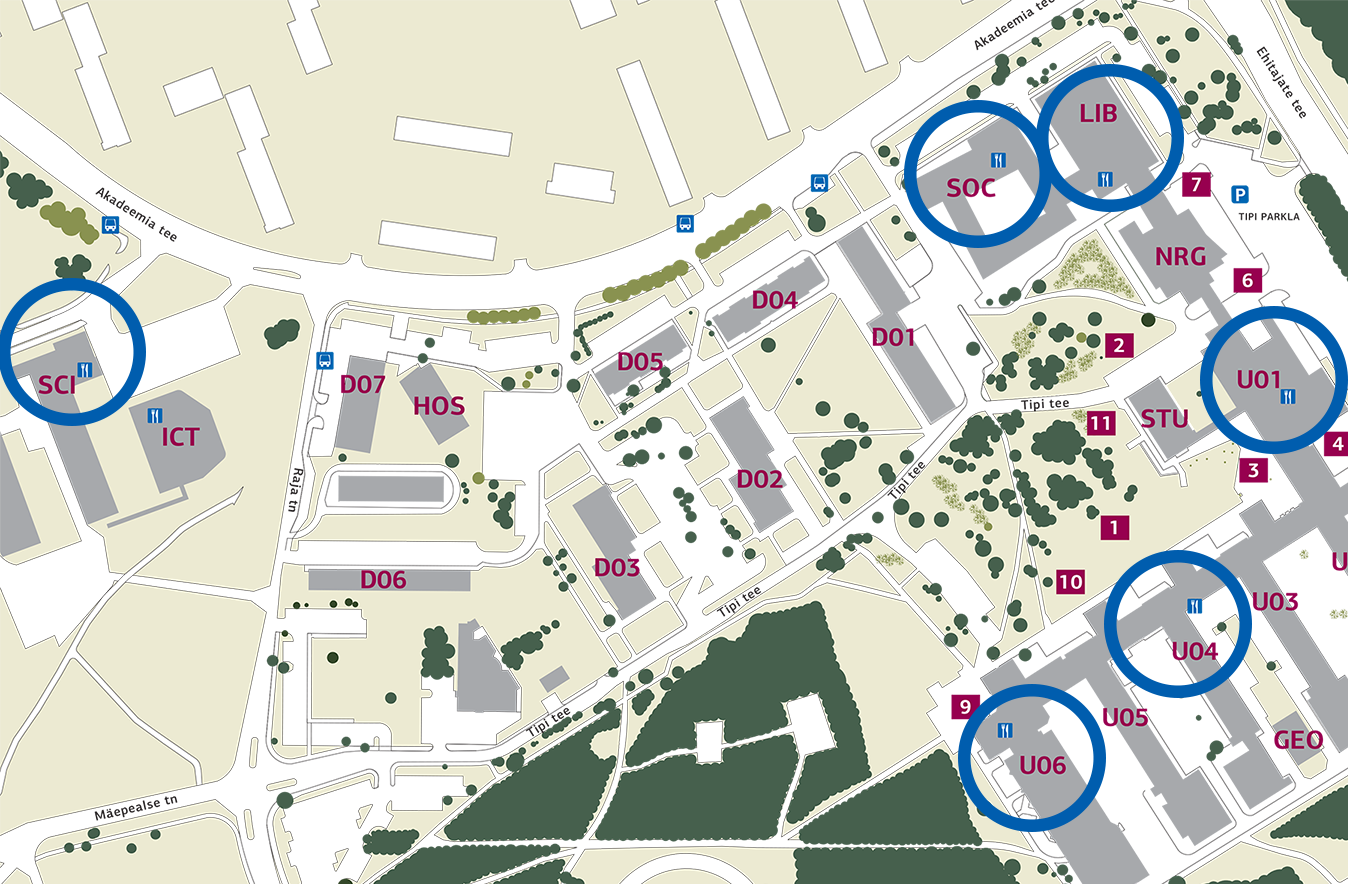 Akadeemia tee
Ehitajate tee
LIB
SOC
7
P
TIPI PARKLA
Akadeemia tee
NRG
6
D04
D01
2
D05
SCI
D07
HOS
U01
Tipi tee
STU
11
ICT
4
3
Raja tn
D02
Tipi tee
1
D03
D06
10
U
U03
Tipi tee
U04
9
U05
Tipi tee
GEO
U06
Mäepealse tn